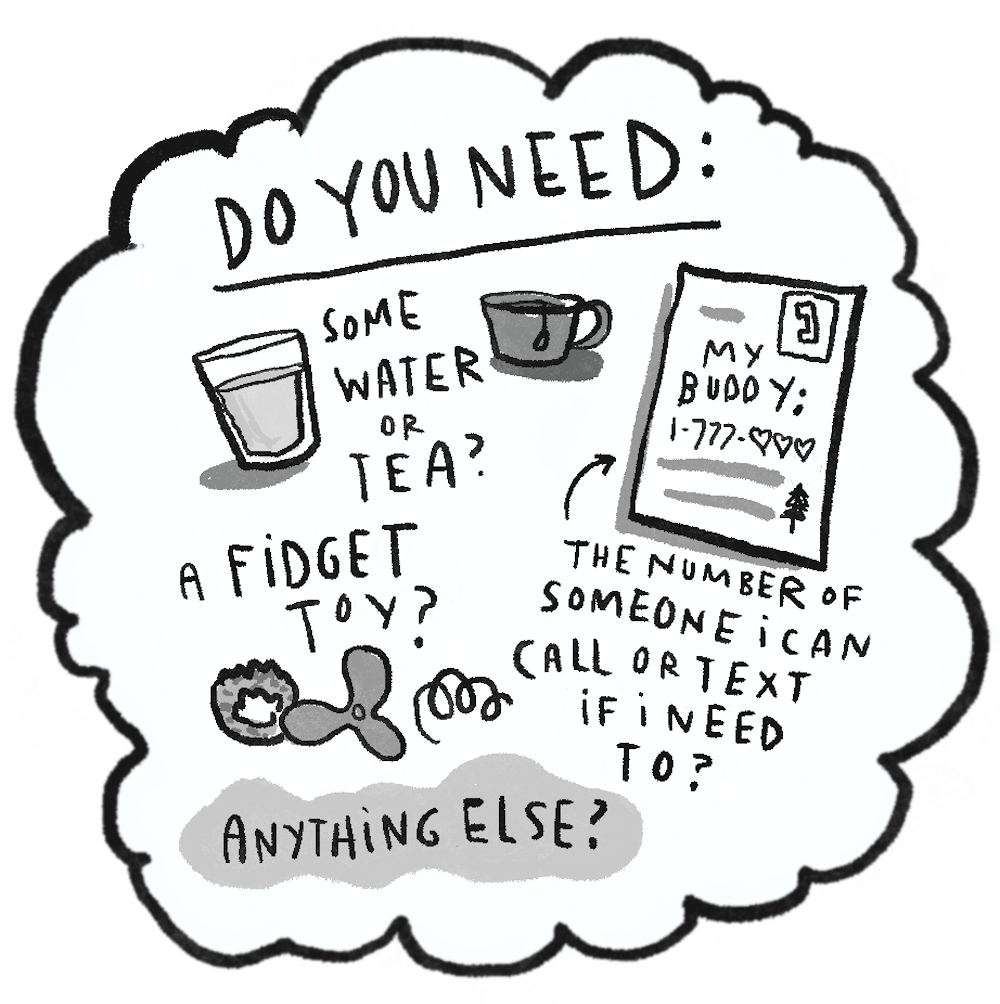 DO YOU NEED:
SOME
WATER
OR
TEA?
MY
BUDDY:
1-777-♡♡♡
THE NUMBER OF
SOMEONE i CAN
CALL OR TEXT
iF i NEED
TO?
A FiDGET
TOY?
ANYTHiNG ELSE?